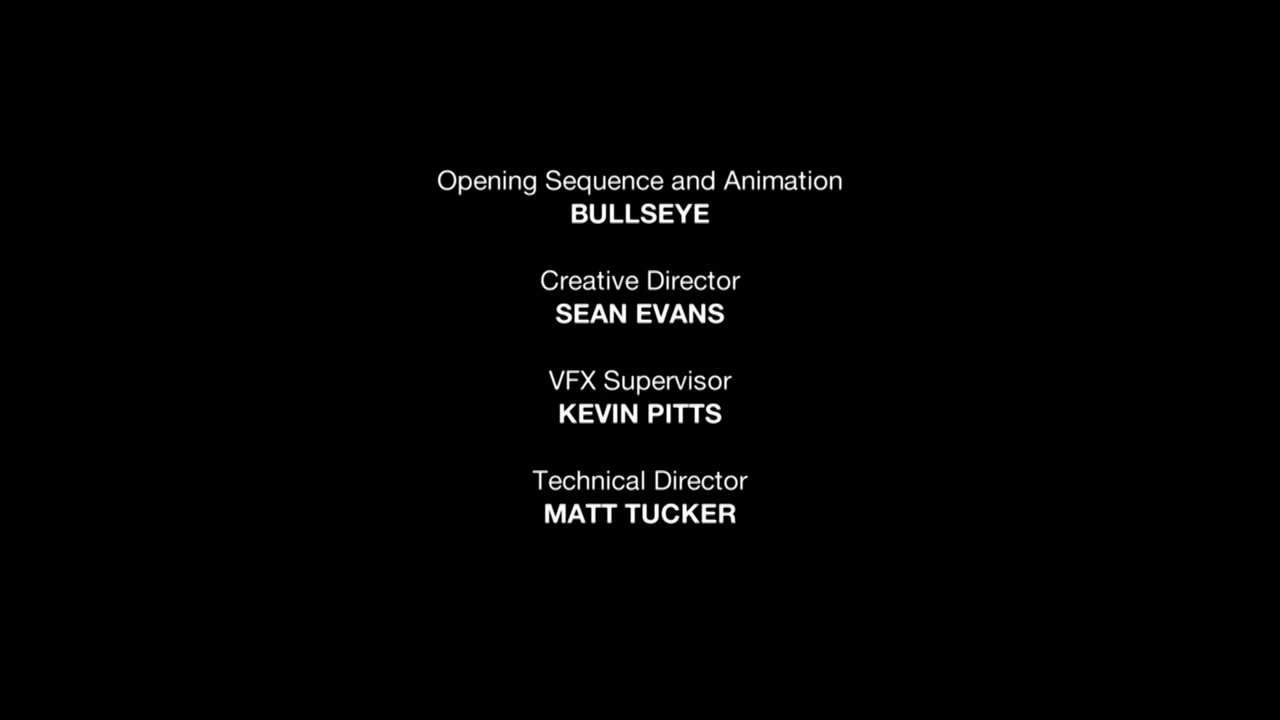 Opening Sequence and Animation
BULLSEYE
Creative Director
SEAN EVANS
VFX Supervisor
KEVIN PITTS
Technical Director
MATT TUCKER